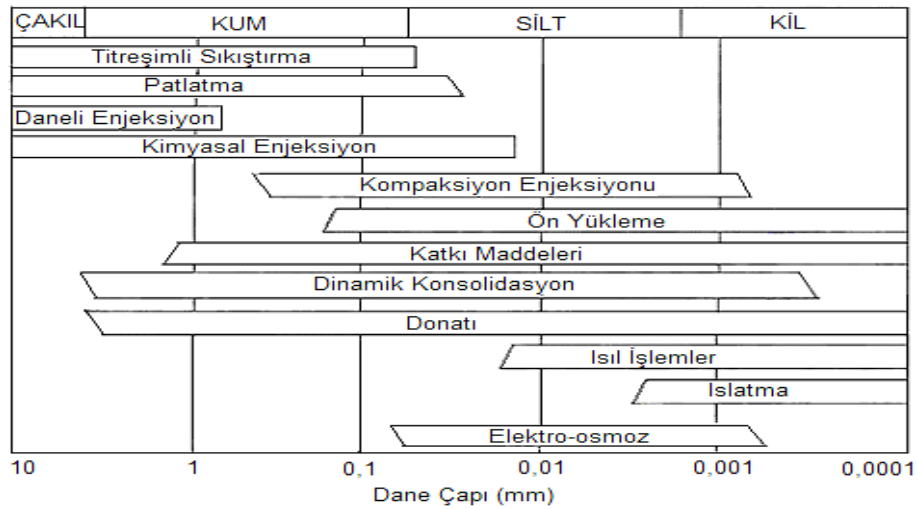 ÇAKIL KUM SİLT KİL
Titreşimli Sıkıştırma
Patlatma
Daneli Enjeksiyon
Kimyasal Enjeksiyon
Kompaksiyon Enjeksiyonu
Ön Yükleme
Katkı Maddeleri
Dinamik Konsolidasyon
Donatı
Isıl İşlemler
Islatma
Elektro-osmoz
10 1 0,1 0,01 0,001 0,0001
Dane Çapı (mm)